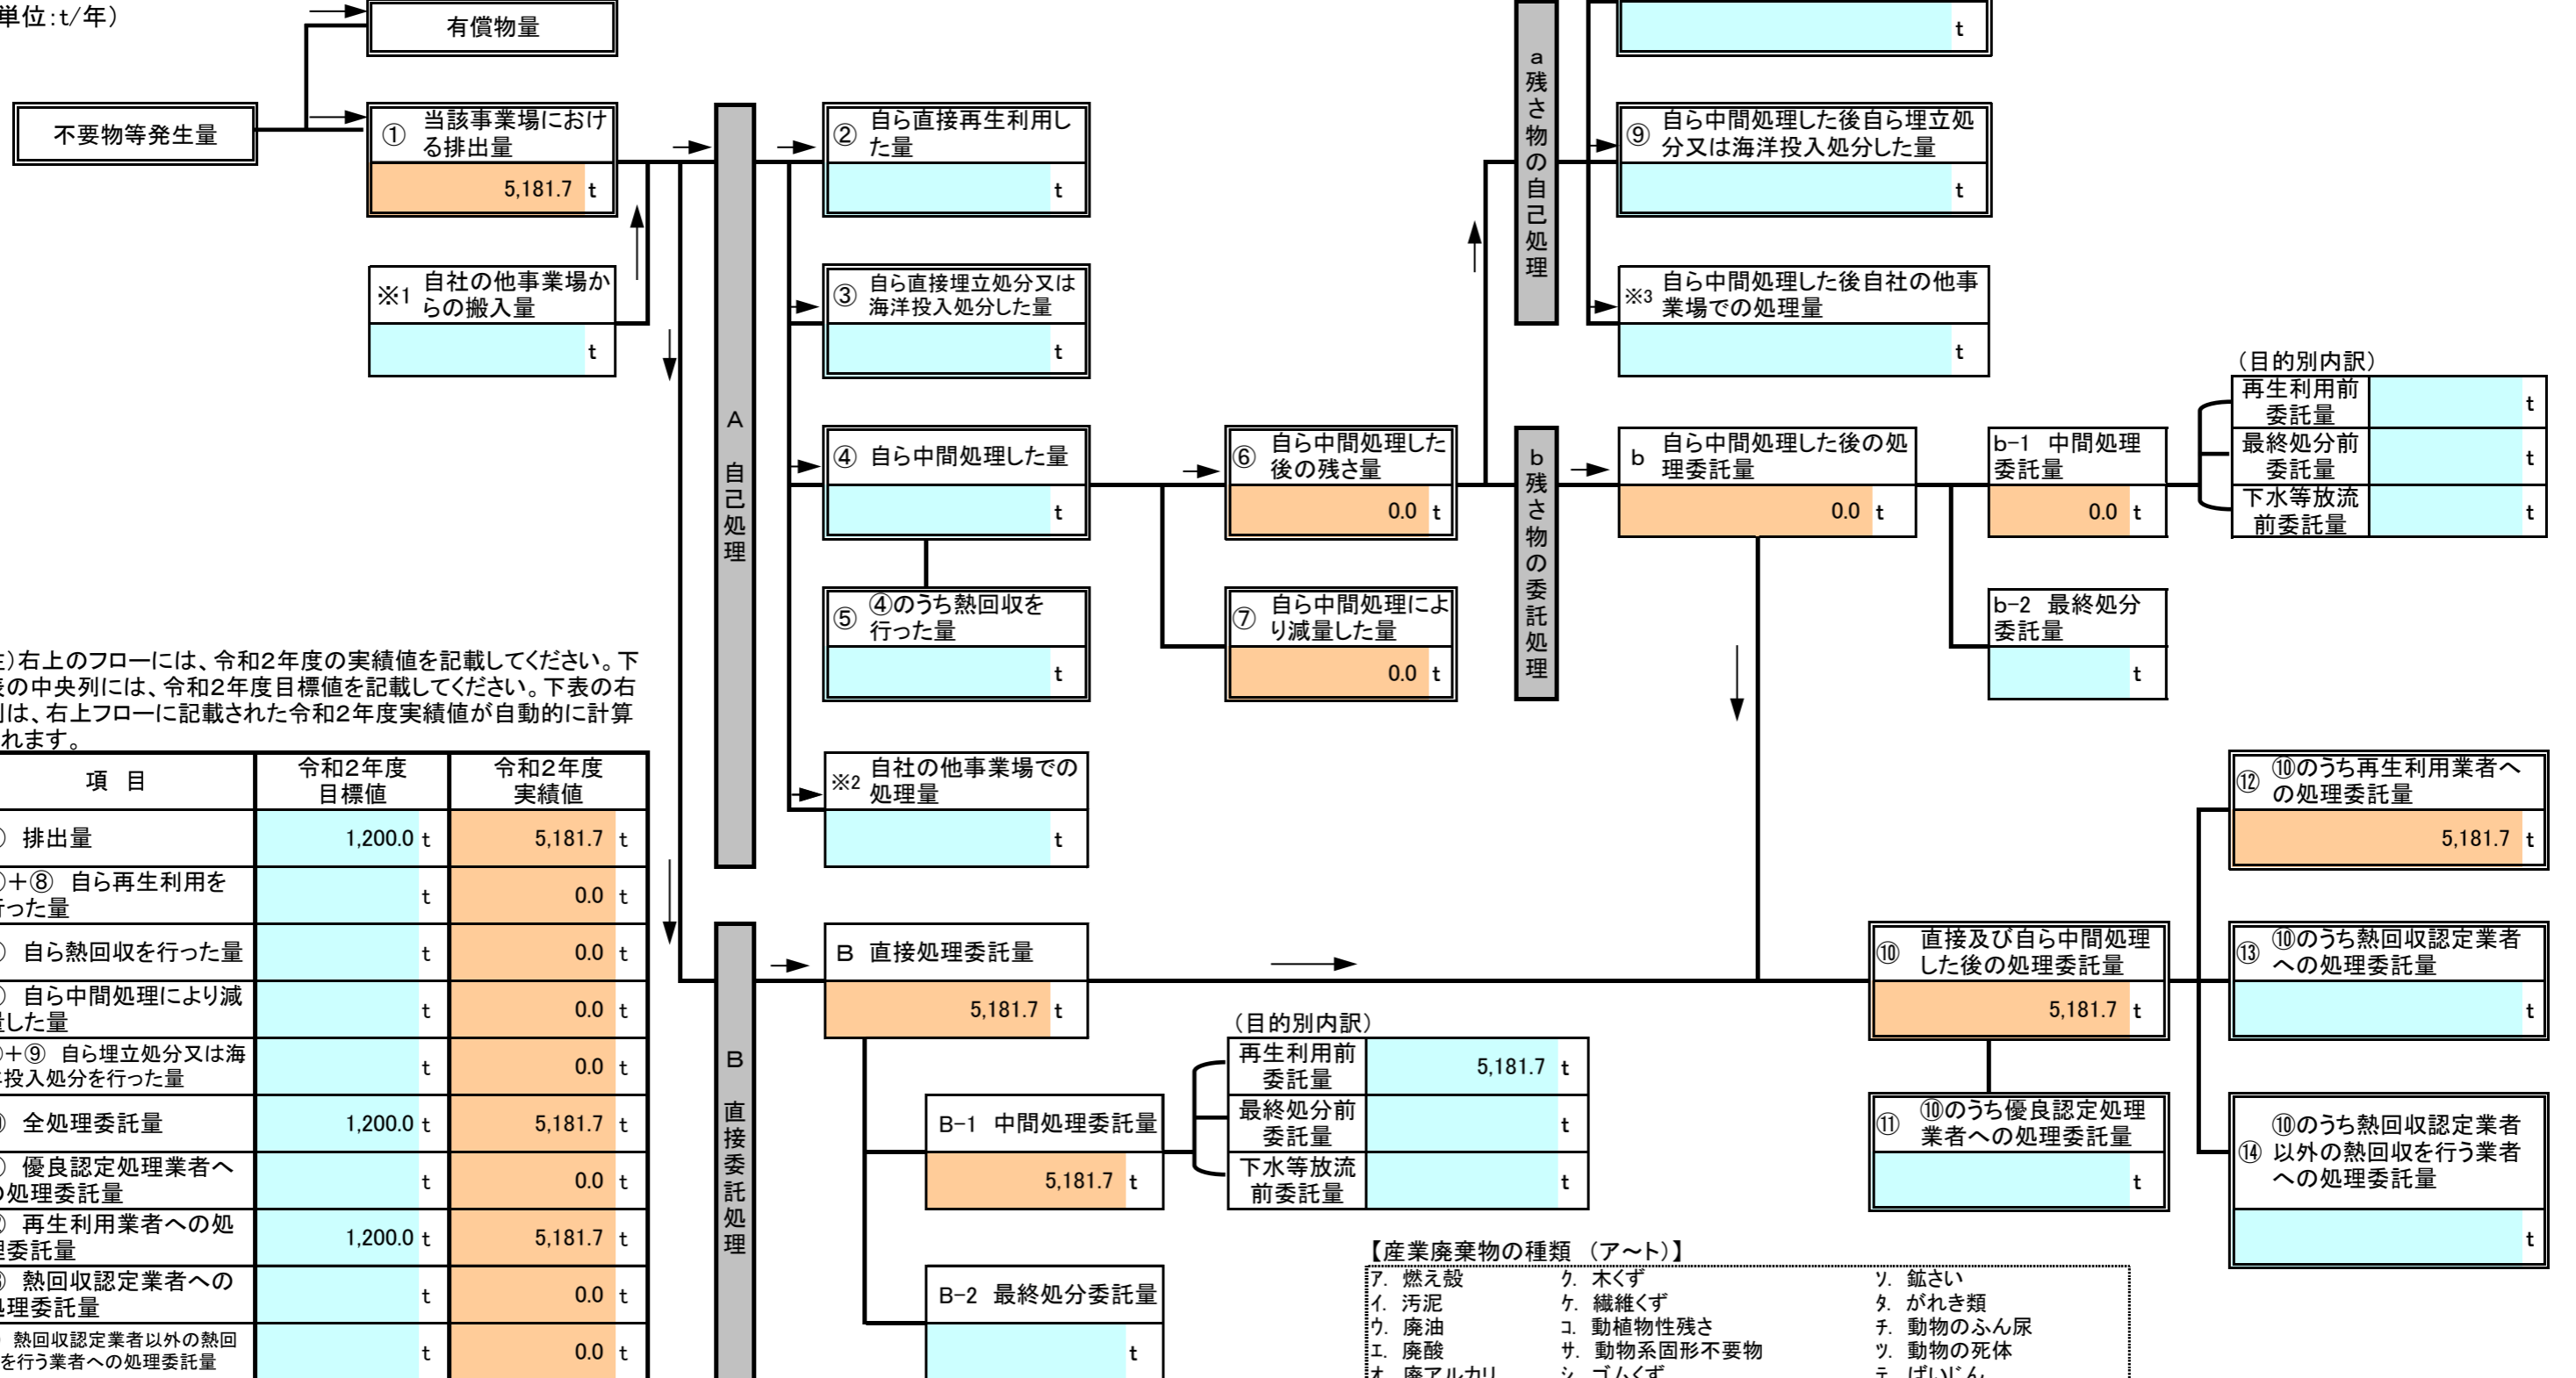 単位:t/年)
有償物量
不要物等発生量
① 当該事業場におけ
る排出量
5,181.7 t
※1 自社の他事業場か
らの搬入量
t
A 自己処理
② 自ら直接再生利用し
た量
t
③ 自ら直接埋立処分又は
海洋投入処分した量
t
④ 自ら中間処理した量
t
⑤ ④のうち熱回収を
行った量
t
※2 自社の他事業場での
処理量
t
⑥ 自ら中間処理した
後の残さ量
0.0 t
⑦ 自ら中間処理によ
り減量した量
0.0 t
a残さ物の自己処理
t
⑨ 自ら中間処理した後自ら埋立処
分又は海洋投入処分した量
t
※3 自ら中間処理した後自社の他事
業場での処理量
t
b残さ物の委託処理
b 自ら中間処理した後の処
理委託量
0.0 t
b-1 中間処理
委託量
0.0 t
(目的別内訳)
再生利用前
委託量
t
最終処分前
委託量
t
下水等放流
前委託量
t
b-2 最終処分
委託量
t
)右上のフローには、令和2年度の実績値を記載してください。下
表の中央列には、令和2年度目標値を記載してください。下表の右
列は、右上フローに記載された令和2年度実績値が自動的に計算
れます。
項 目 令和2年度 令和2年度
目標値 実績値
排出量 1,200.0 t 5,181.7 t
+⑧ 自ら再生利用を
行った量 t 0.0 t
自ら熱回収を行った量 t 0.0 t
自ら中間処理により減
量した量 t 0.0 t
+⑨ 自ら埋立処分又は海
洋投入処分を行った量 t 0.0 t
全処理委託量 1,200.0 t 5,181.7 t
優良認定処理業者へ
の処理委託量 t 0.0 t
再生利用業者への処
理委託量 1,200.0 t 5,181.7 t
熱回収認定業者への
処理委託量 t 0.0 t
熱回収認定業者以外の熱回
を行う業者への処理委託量 t 0.0 t
B 直接委託処理
B 直接処理委託量
5,181.7 t
B-1 中間処理委託量
5,181.7 t
(目的別内訳)
再生利用前
委託量
5,181.7 t
最終処分前
委託量
t
下水等放流
前委託量
t
B-2 最終処分委託量
t
⑩ 直接及び自ら中間処理
した後の処理委託量
5,181.7 t
⑪ ⑩のうち優良認定処理
業者への処理委託量
t
⑫ ⑩のうち再生利用業者へ
の処理委託量
5,181.7 t
⑬ ⑩のうち熱回収認定業者
への処理委託量
t
⑭ ⑩のうち熱回収認定業者
以外の熱回収を行う業者
への処理委託量
t
【産業廃棄物の種類 (ア～ト)】
ア. 燃え殻 ク. 木くず ソ. 鉱さい
イ. 汚泥 ケ. 繊維くず タ. がれき類
ウ. 廃油 コ. 動植物性残さ チ. 動物のふん尿
エ. 廃酸 サ. 動物系固形不要物 ツ. 動物の死体
オ. 廃アルカリ シ. ゴムくず テ. ばいじん